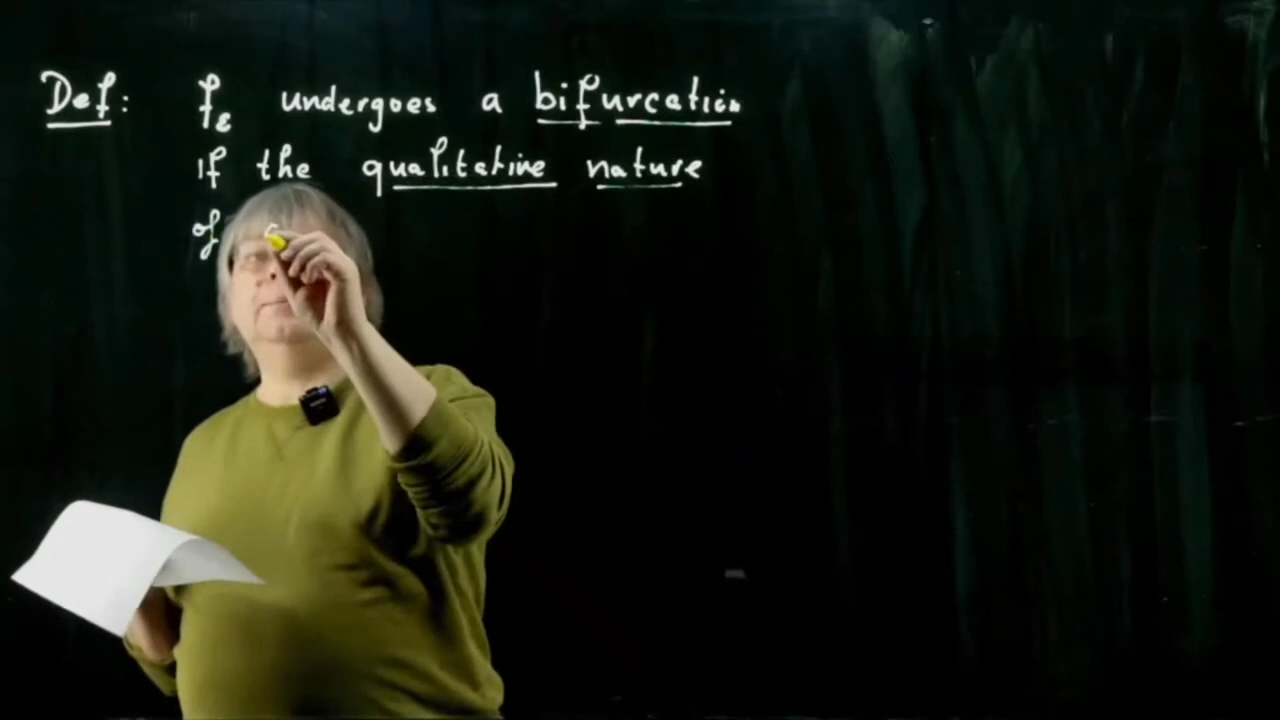 Def: fε undergoes a bifurcation
if the qualitative nature
of